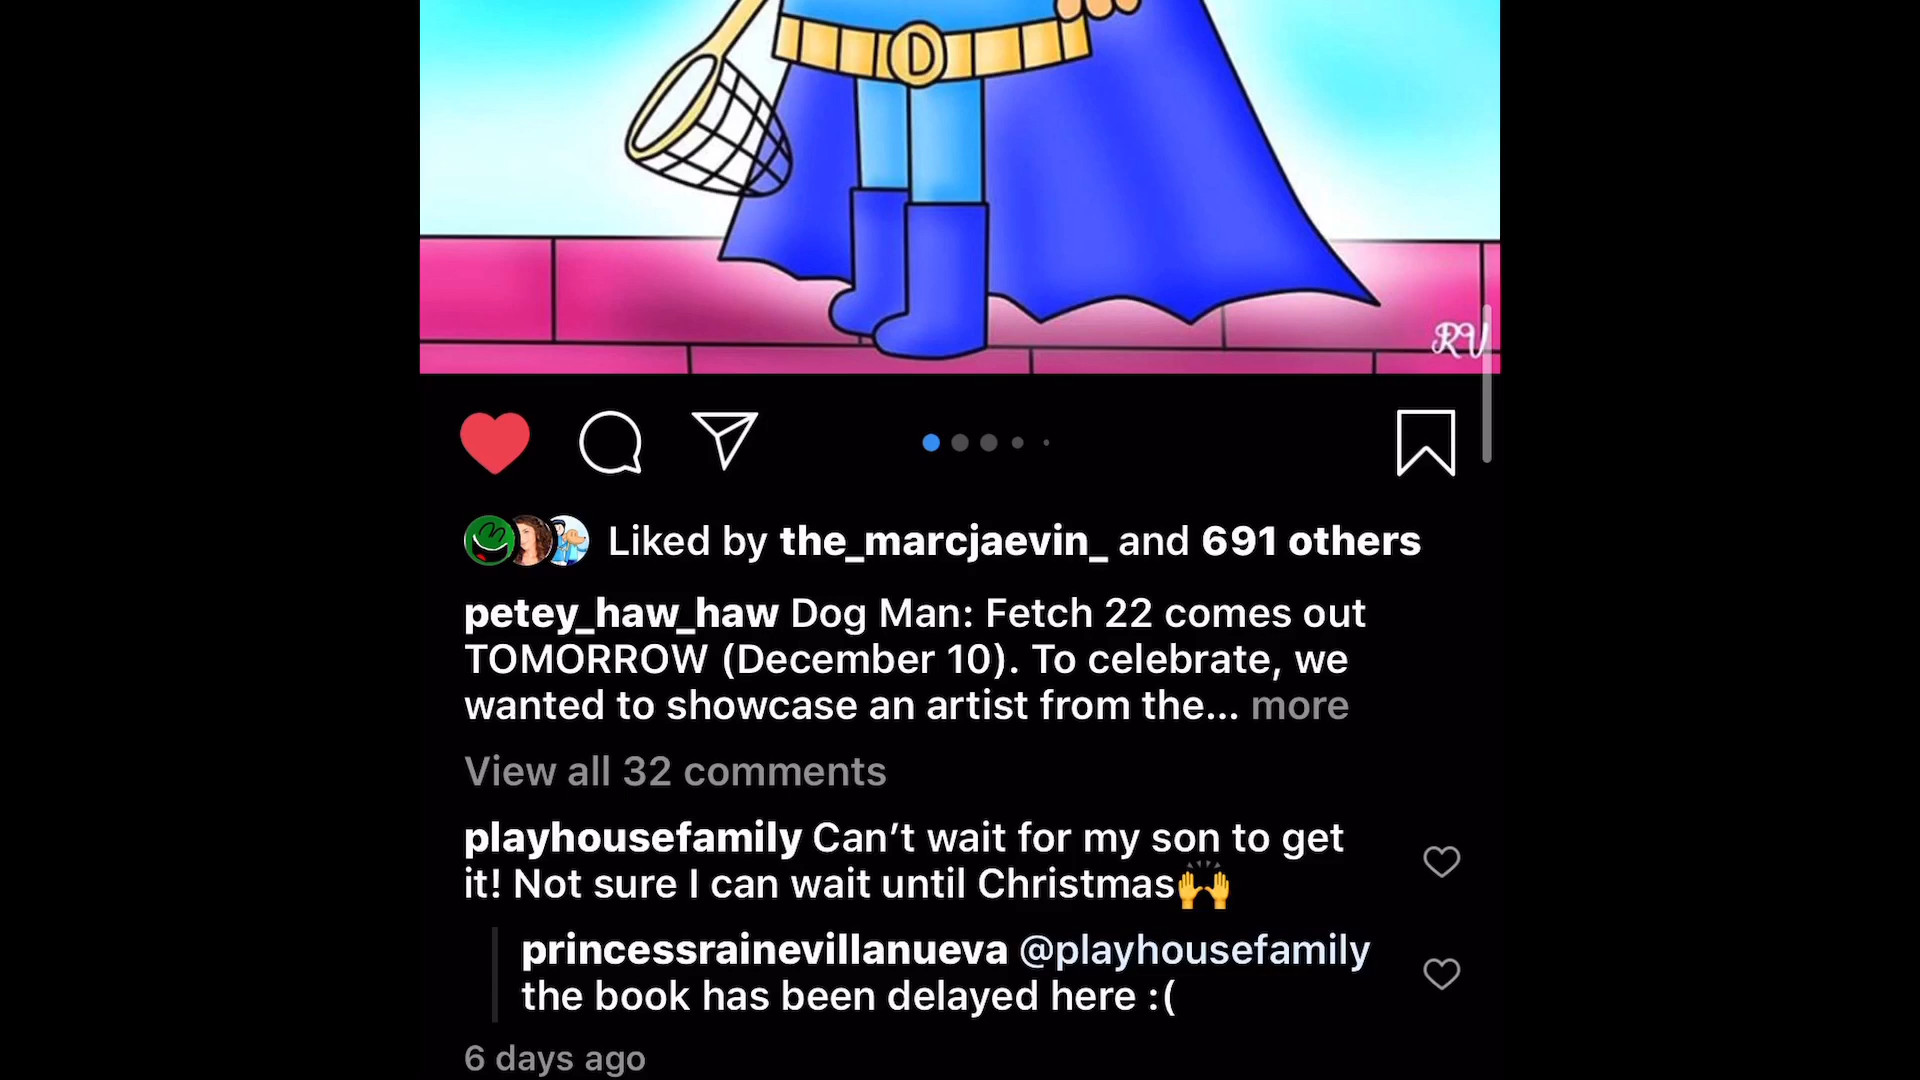 D
RV
Liked by the_marcjaevin_ and 691 others
petey_haw_haw Dog Man: Fetch 22 comes out
TOMORROW (December 10). To celebrate, we
wanted to showcase an artist from the... more
View all 32 comments
playhousefamily Can’t wait for my son to get
it! Not sure I can wait until Christmas🙌
princessrainevillanueva @playhousefamily
the book has been delayed here :(
6 days ago